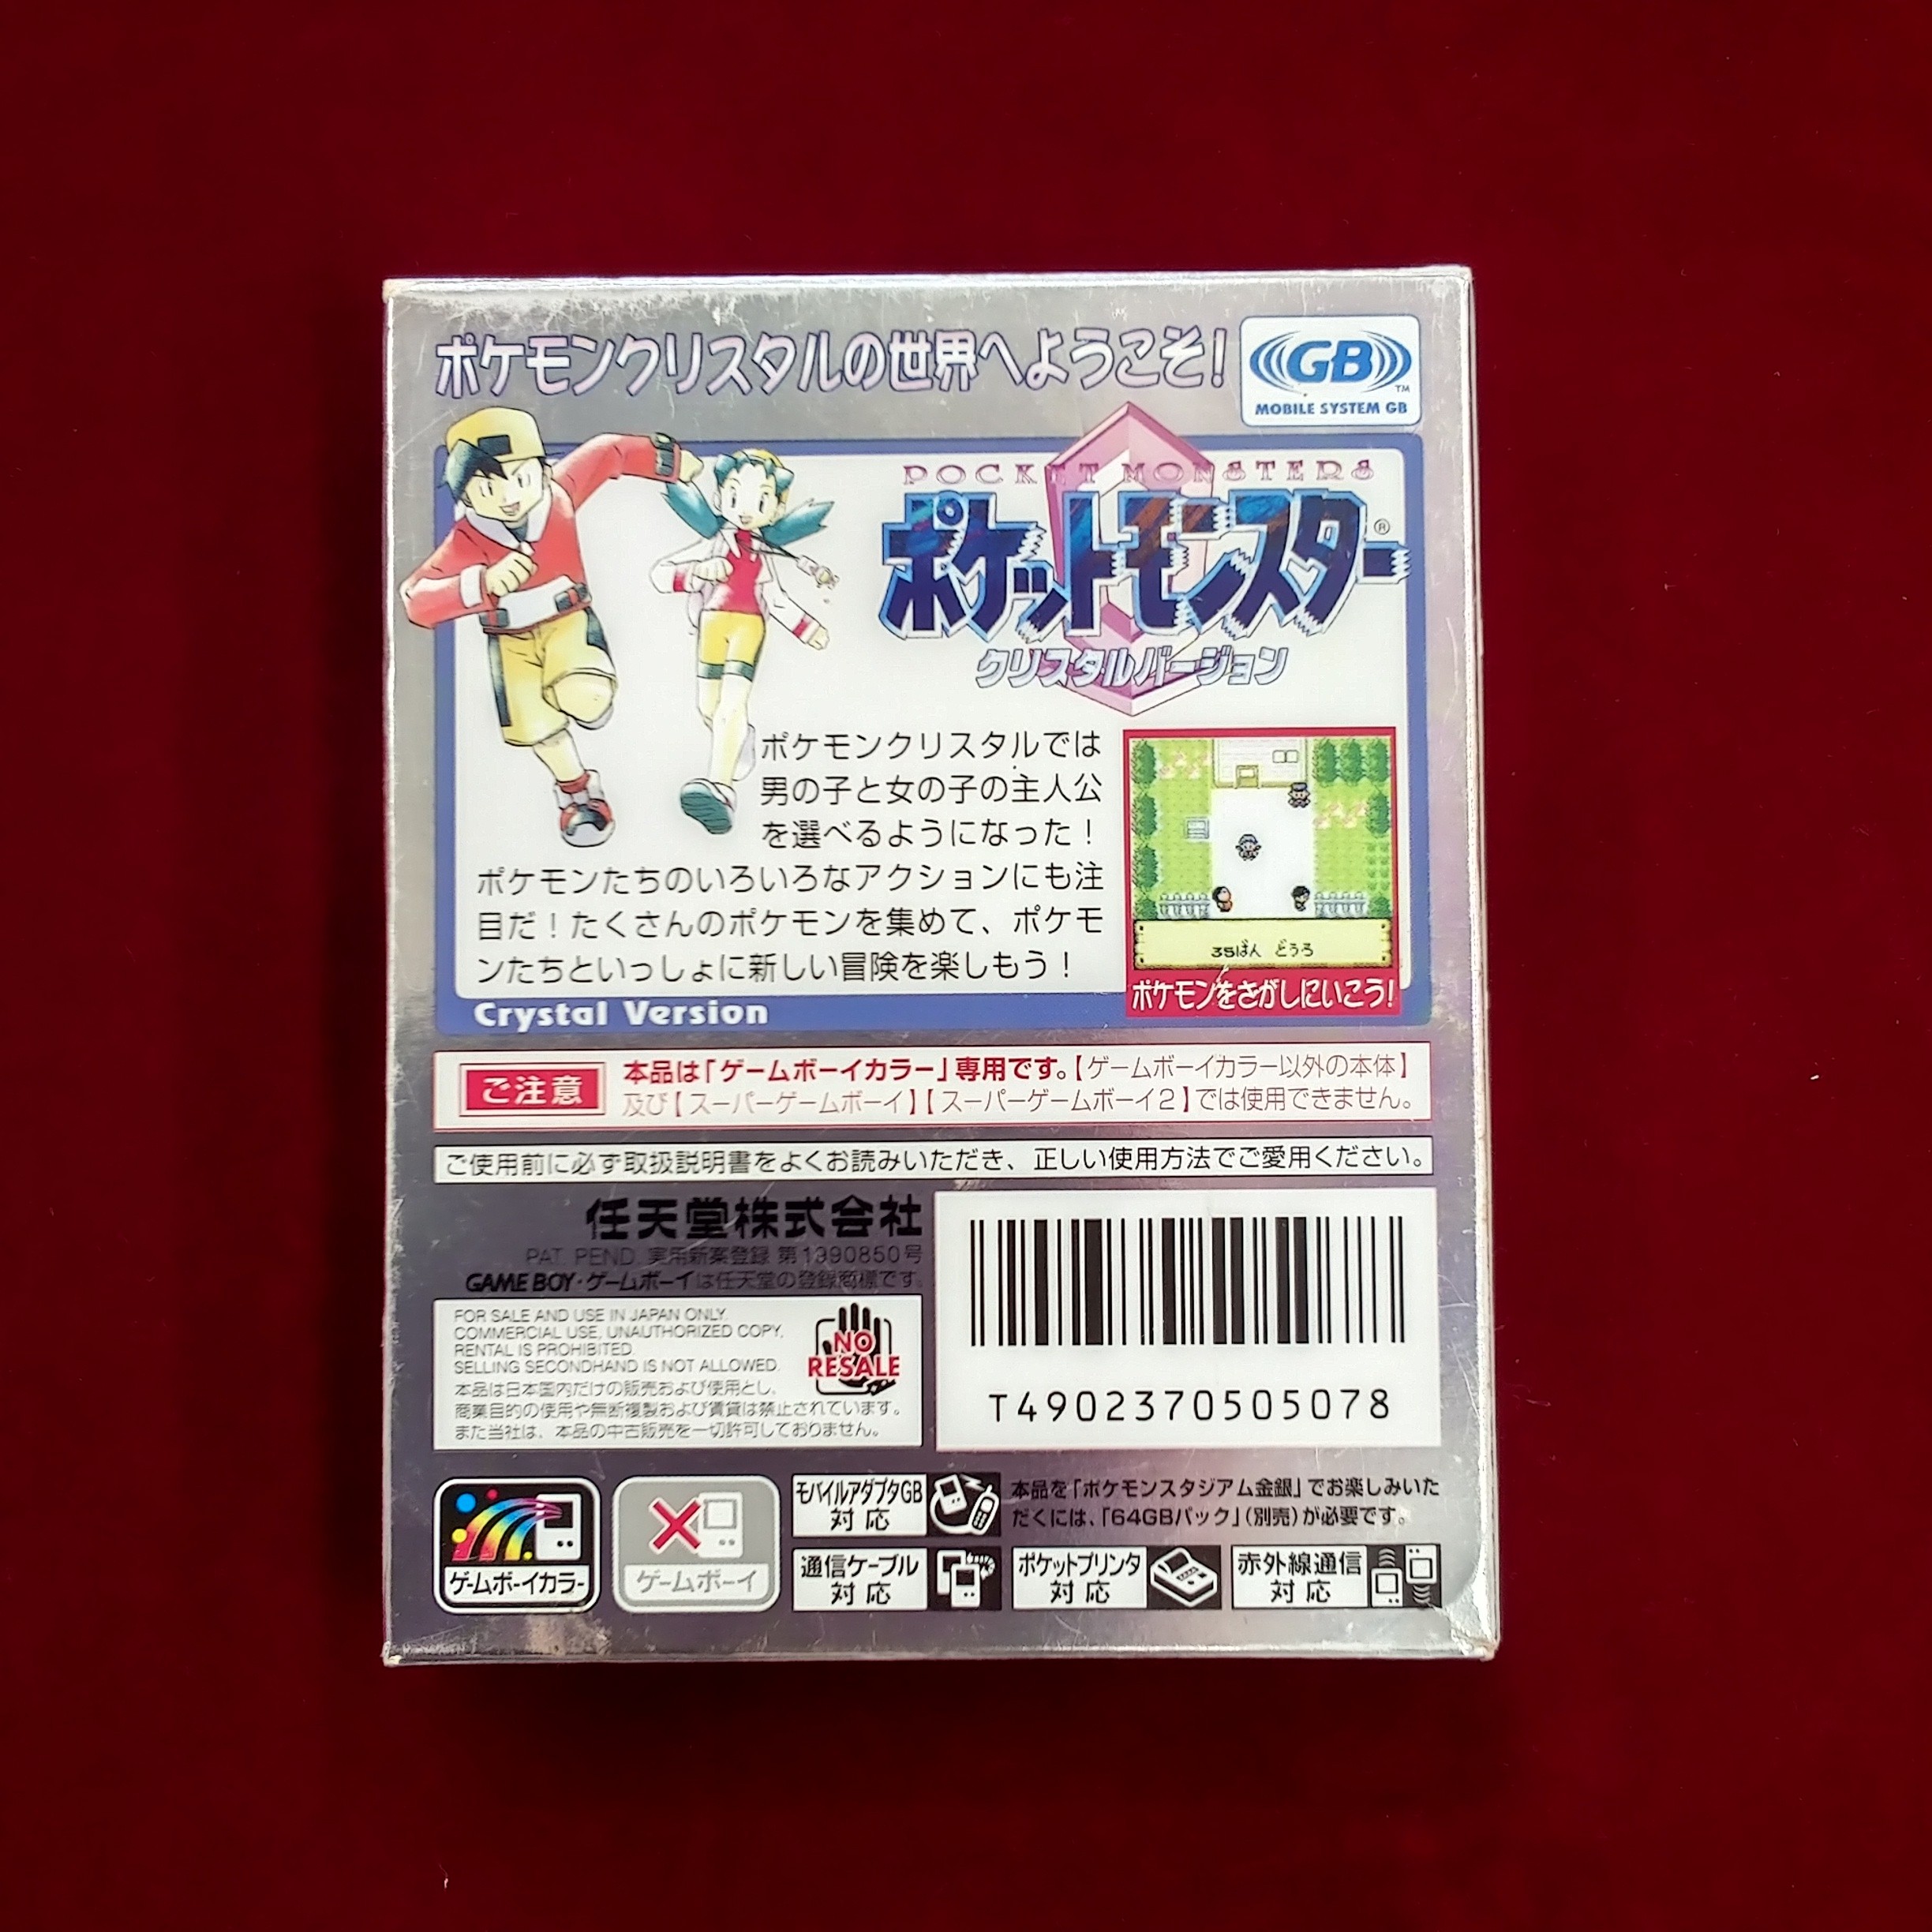 ポケモンクリスタルの世界へようこそ!
GB
TM
MOBILE SYSTEM GB
POCKET MONSTERS
ポケットモンスター®
クリスタルバージョン
ポケモンクリスタルでは
男の子と女の子の主人公
を選べるようになった!
ポケモンたちのいろいろなアクションにも注
目だ!たくさんのポケモンを集めて、ポケモ
ンたちといっしょに新しい冒険を楽しもう!
35ばん どうろ
ポケモンをさがしにいこう!
Crystal Version
ご注意
本品は「ゲームボーイカラー」専用です。【ゲームボーイカラー以外の本体】
及び【スーパーゲームボーイ】【スーパーゲームボーイ2】では使用できません。
ご使用前に必ず取扱説明書をよくお読みいただき、正しい使用方法でご愛用ください。
任天堂株式会社
PAT. PEND. 実用新案登録 第1390850号
GAME BOY・ゲームボーイは任天堂の登録商標です。
FOR SALE AND USE IN JAPAN ONLY.
COMMERCIAL USE, UNAUTHORIZED COPY,
RENTAL IS PROHIBITED.
SELLING SECONDHAND IS NOT ALLOWED.
NO
RESALE
本品は日本国内だけの販売および使用とし、
商業目的の使用や無断複製および賃貸は禁止されています。
また当社は、本品の中古販売を一切許可しておりません。
T4902370505078
ゲームボーイカラー
ゲームボーイ
モバイルアダプタGB
対応
本品を「ポケモンスタジアム金銀」でお楽しみいた
だくには、「64GBパック」(別売)が必要です。
通信ケーブル
対応
ポケットプリンタ
対応
赤外線通信
対応